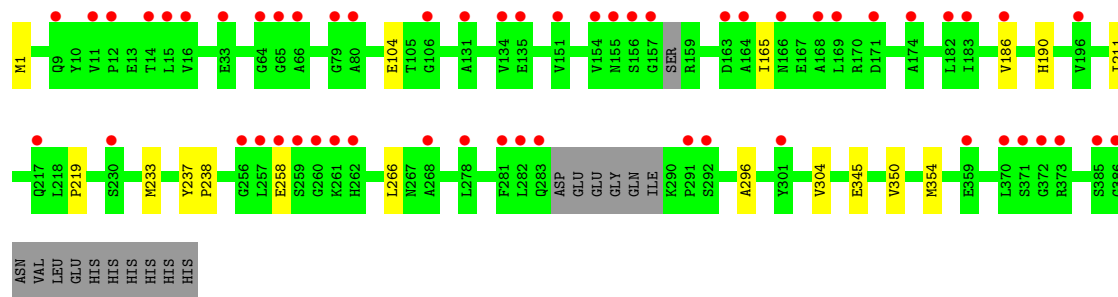 M1 Q9 Y10 V11 P12 E13 T14 L15 V16 E33 G64 G65 A66 G79 A80 E104 T105 G106 A131 V134 E135 V151 V154 N155 S156 G157 SER R159 D163 A164 I165 N166 E167 A168 L169 R170 D171 A174 L182 I183 V186 H190 V196 I211
Q217 L218 P219 S230 M233 Y237 P238 G256 L257 E258 S259 G260 K261 H262 L266 N267 A268 L278 F281 L282 Q283 ASP GLU GLU GLY GLN ILE K290 P291 S292 A296 Y301 V304 E345 V350 M354 E359 L370 S371 G372 R373 S385 G386
ASN VAL LEU GLU HIS HIS HIS HIS HIS HIS